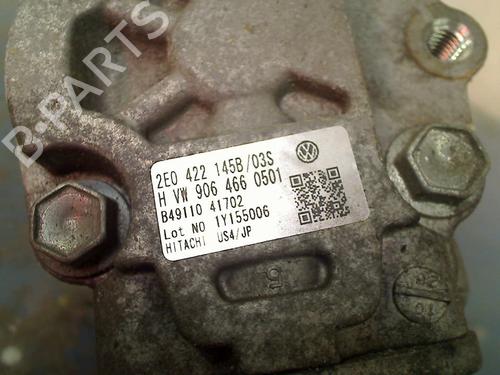 B-PARTS
2E0 422 145B/03S
H VW 906 466 0501
B49110 41702
Lot NO 1Y155006
HITACHI US4/JP